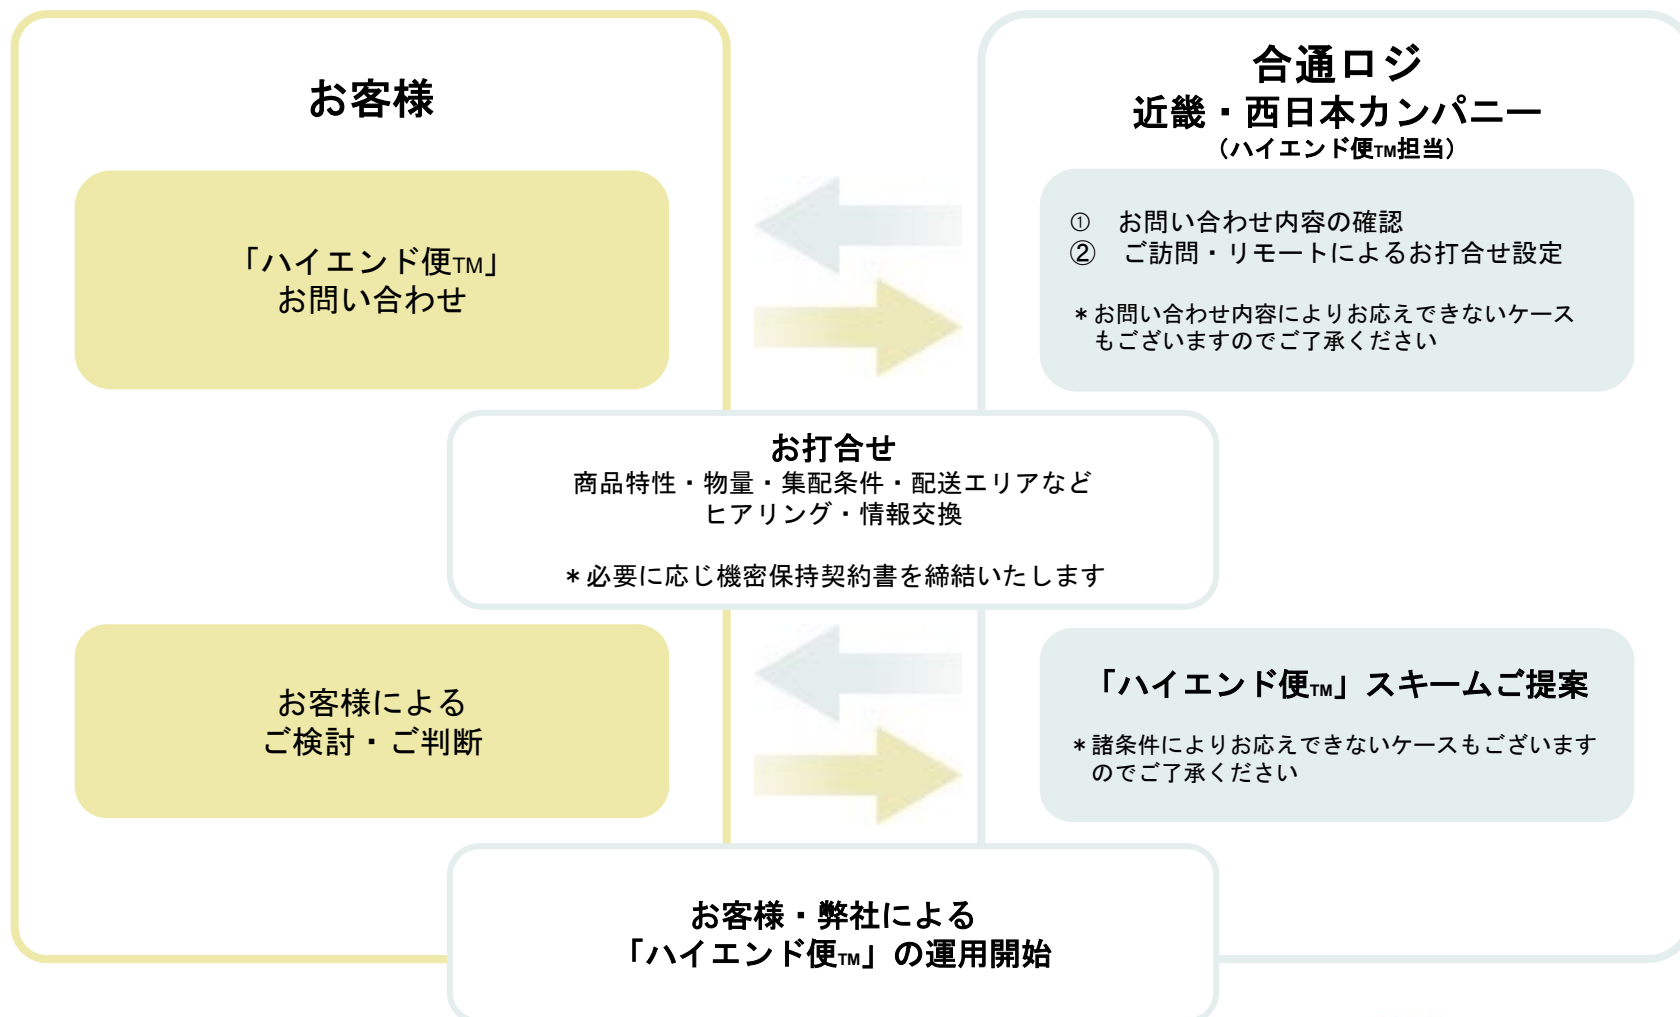 お客様
「ハイエンド便TM」
お問い合わせ
合通ロジ
近畿・西日本カンパニー
（ハイエンド便TM担当）
① お問い合わせ内容の確認
② ご訪問・リモートによるお打合せ設定
＊お問い合わせ内容によりお応えできないケース
もございますのでご了承ください
お打合せ
商品特性・物量・集配条件・配送エリアなど
ヒアリング・情報交換
＊必要に応じ機密保持契約書を締結いたします
お客様による
ご検討・ご判断
「ハイエンド便TM」スキームご提案
＊諸条件によりお応えできないケースもございます
のでご了承ください
お客様・弊社による
「ハイエンド便TM」の運用開始